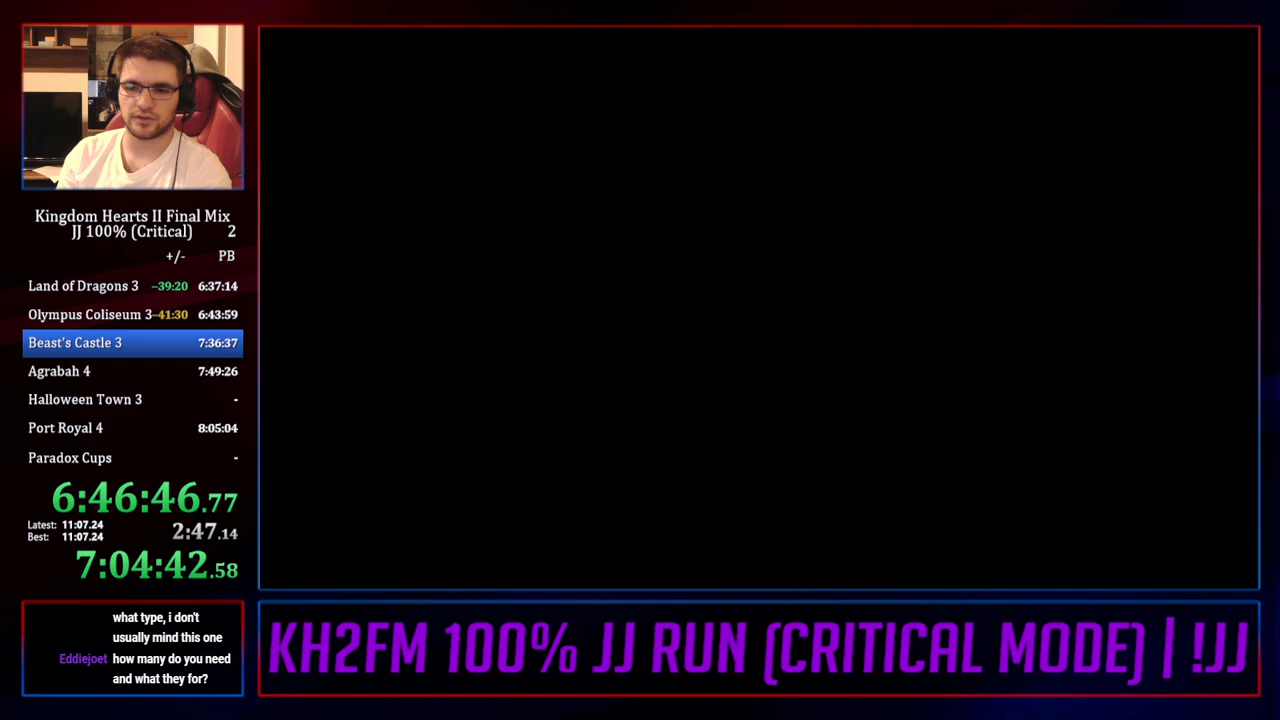 Kingdom Hearts II Final Mix
JJ 100% (Critical) 2
+/- PB
Land of Dragons 3 −39:20 6:37:14
Olympus Coliseum 3 −41:30 6:43:59
Beast's Castle 3 7:36:37
Agrabah 4 7:49:26
Halloween Town 3 -
Port Royal 4 8:05:04
Paradox Cups -
6:46:46.77
Latest: 11:07.24
Best: 11:07.24
2:47.14
7:04:42.58
what type, i don't
usually mind this one
Eddiejoet how many do you need
and what they for?
KH2FM 100% JJ RUN (CRITICAL MODE) | !JJ